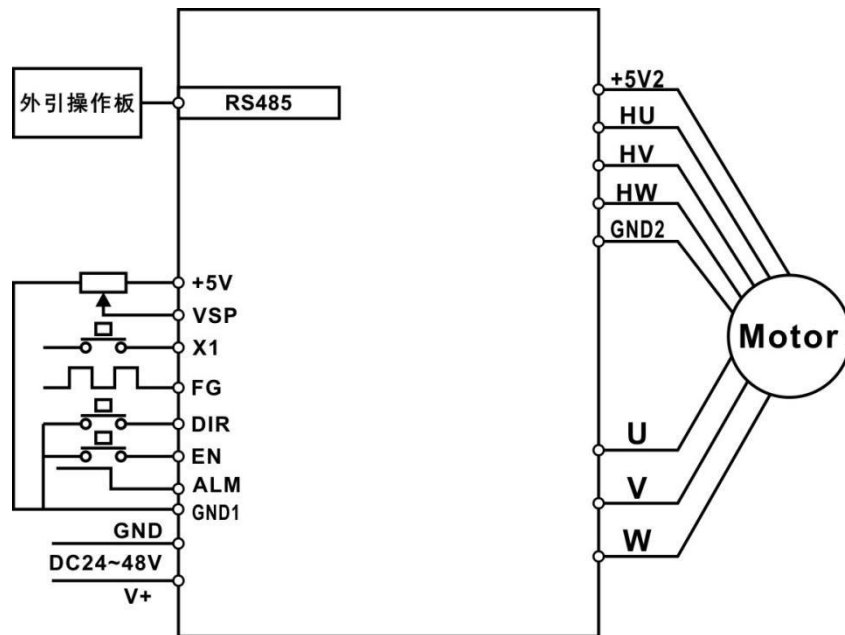 外引操作板
RS485
+5V
VSP
X1
FG
DIR
EN
ALM
GND1
GND
DC24~48V
V+
+5V2
HU
HV
HW
GND2
Motor
U
V
W